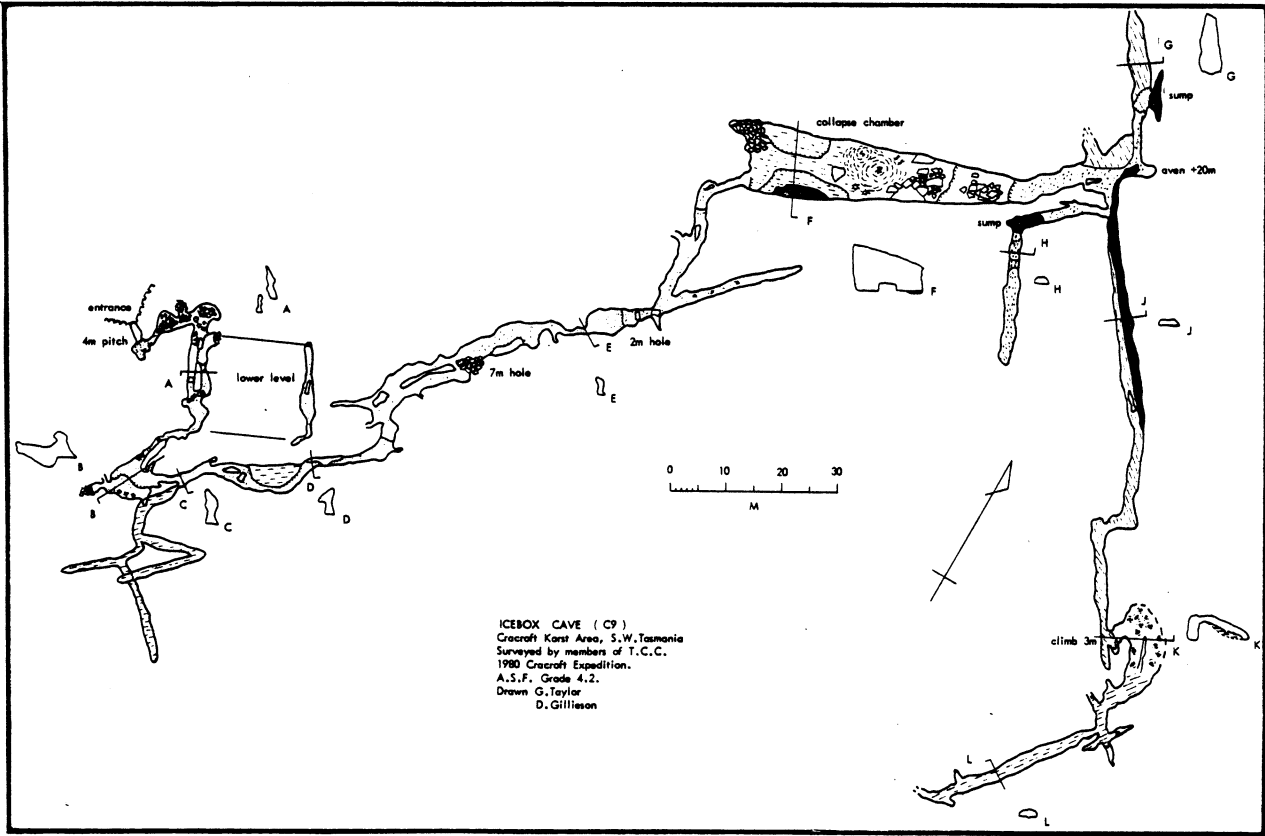 G
G
sump
collapse chamber
aven +20m
F
sump
H
H
F
J
J
A
entrance
4m pitch
A
lower level
E
2m hole
7m hole
E
B
B
C
C
D
D
0 10 20 30
M
ICEBOX CAVE ( C9 )
Cracroft Karst Area, S.W.Tasmania
Surveyed by members of T.C.C.
1980 Cracroft Expedition.
A.S.F. Grade 4.2.
Drawn G.Taylor
D.Gillieson
climb 3m
K
K
L
L